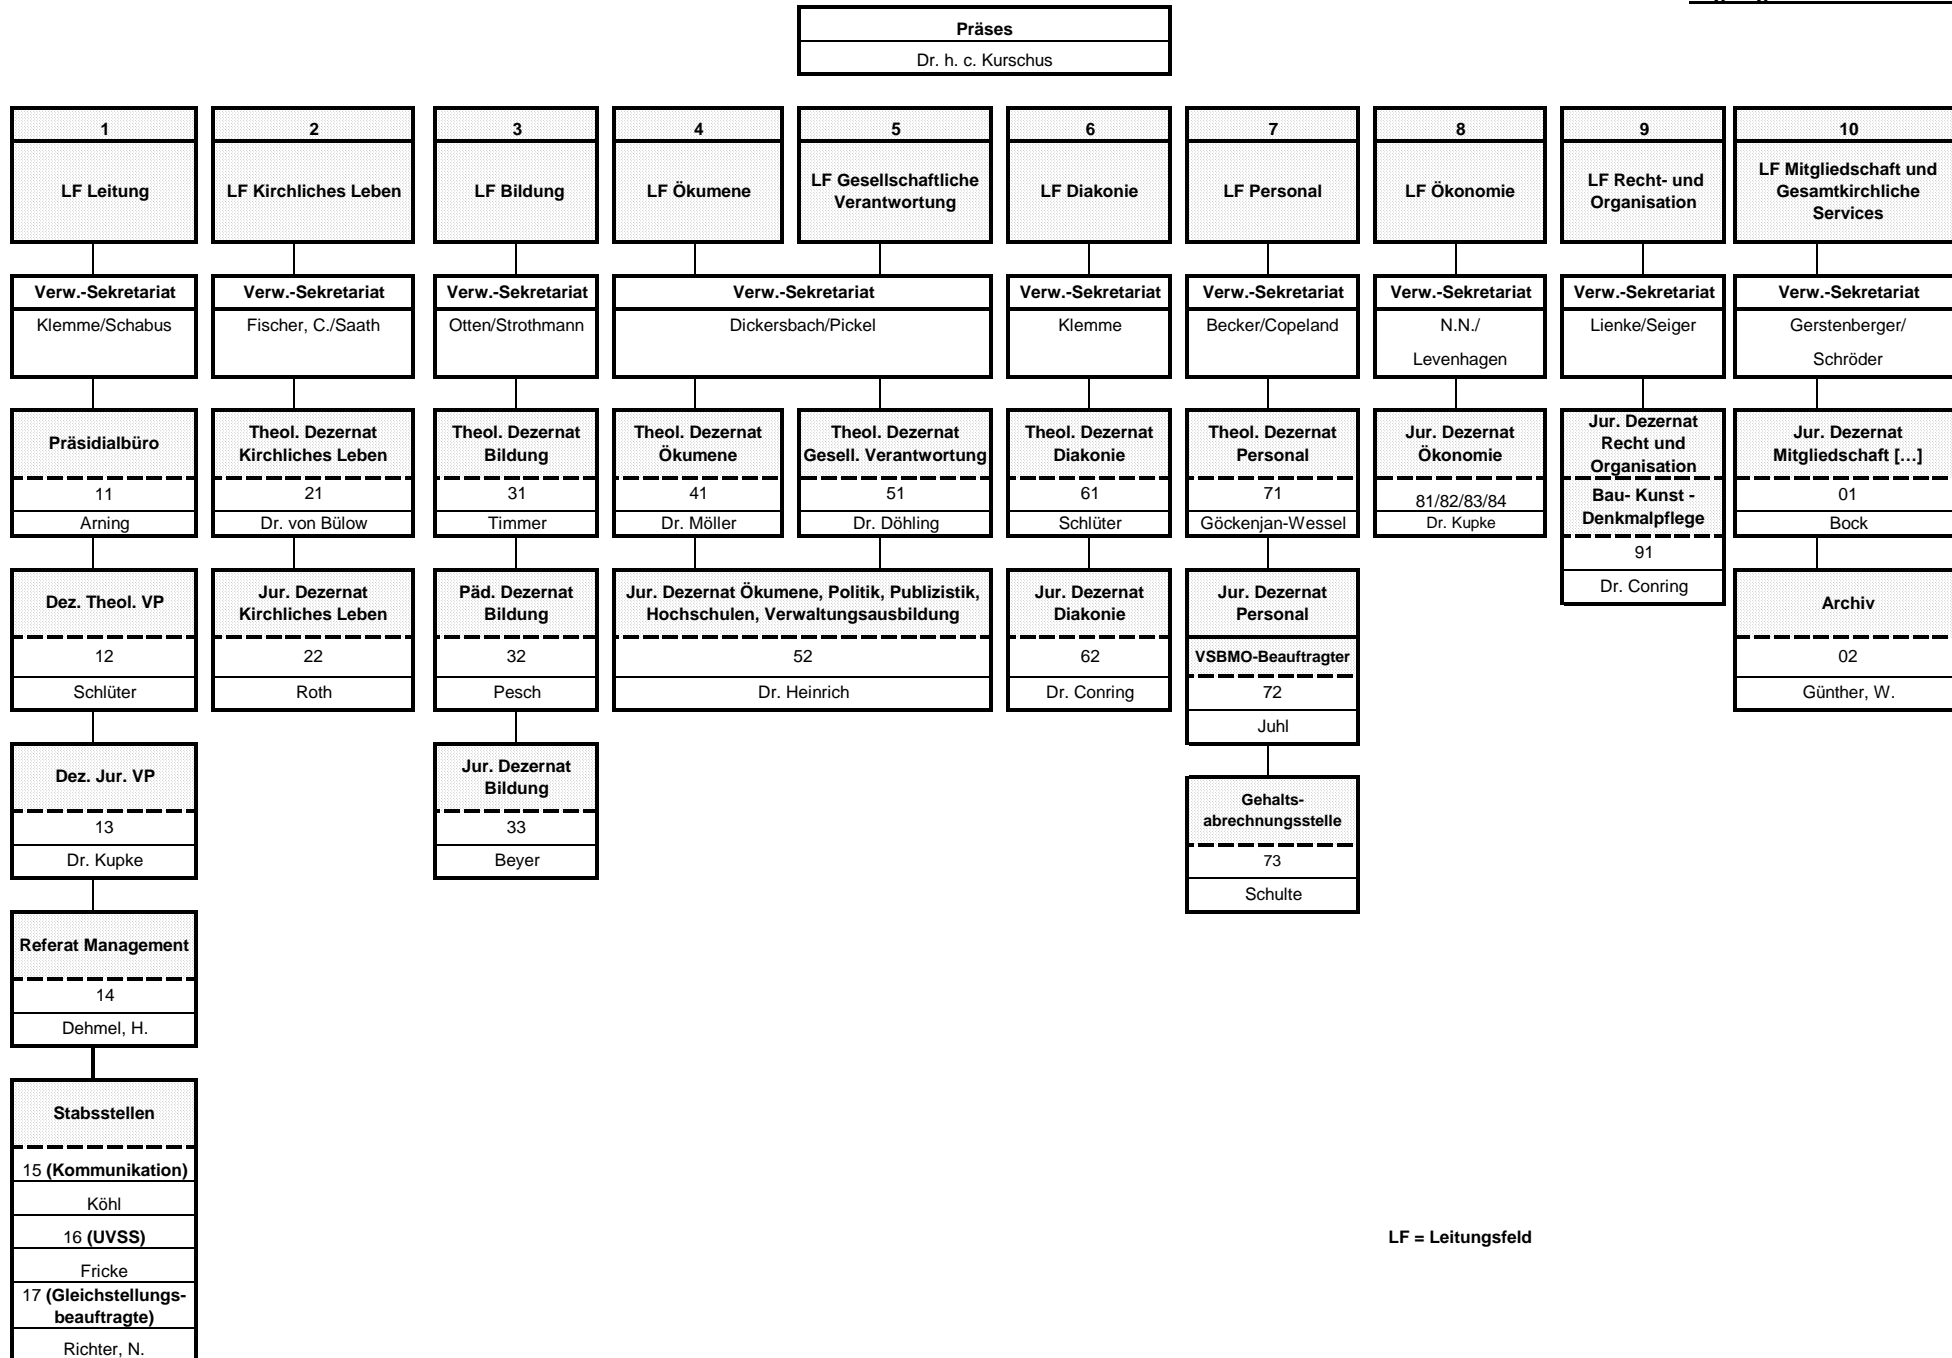 Präses
Dr. h. c. Kurschus
1
LF Leitung
Verw.-Sekretariat
Klemme/Schabus
Präsidialbüro
11
Arning
Dez. Theol. VP
12
Schlüter
Dez. Jur. VP
13
Dr. Kupke
Referat Management
14
Dehmel, H.
Stabsstellen
15 (Kommunikation)
Köhl
16 (UVSS)
Fricke
17 (Gleichstellungs-
beauftragte)
Richter, N.
2
LF Kirchliches Leben
Verw.-Sekretariat
Fischer, C./Saath
Theol. Dezernat
Kirchliches Leben
21
Dr. von Bülow
Jur. Dezernat
Kirchliches Leben
22
Roth
3
LF Bildung
Verw.-Sekretariat
Otten/Strothmann
Theol. Dezernat
Bildung
31
Timmer
Päd. Dezernat
Bildung
32
Pesch
Jur. Dezernat
Bildung
33
Beyer
4
LF Ökumene
5
LF Gesellschaftliche
Verantwortung
Verw.-Sekretariat
Dickersbach/Pickel
Theol. Dezernat
Ökumene
41
Dr. Möller
Theol. Dezernat
Gesell. Verantwortung
51
Dr. Döhling
Jur. Dezernat Ökumene, Politik, Publizistik,
Hochschulen, Verwaltungsausbildung
52
Dr. Heinrich
6
LF Diakonie
Verw.-Sekretariat
Klemme
Theol. Dezernat
Diakonie
61
Schlüter
Jur. Dezernat
Diakonie
62
Dr. Conring
7
LF Personal
Verw.-Sekretariat
Becker/Copeland
Theol. Dezernat
Personal
71
Göckenjan-Wessel
Jur. Dezernat
Personal
VSBMO-Beauftragter
72
Juhl
Gehalts-
abrechnungsstelle
73
Schulte
8
LF Ökonomie
Verw.-Sekretariat
N.N./
Levenhagen
Jur. Dezernat
Ökonomie
81/82/83/84
Dr. Kupke
9
LF Recht- und
Organisation
Verw.-Sekretariat
Lienke/Seiger
Jur. Dezernat
Recht und
Organisation
Bau- Kunst -
Denkmalpflege
91
Dr. Conring
10
LF Mitgliedschaft und
Gesamtkirchliche
Services
Verw.-Sekretariat
Gerstenberger/
Schröder
Jur. Dezernat
Mitgliedschaft [...]
01
Bock
Archiv
02
Günther, W.
LF = Leitungsfeld